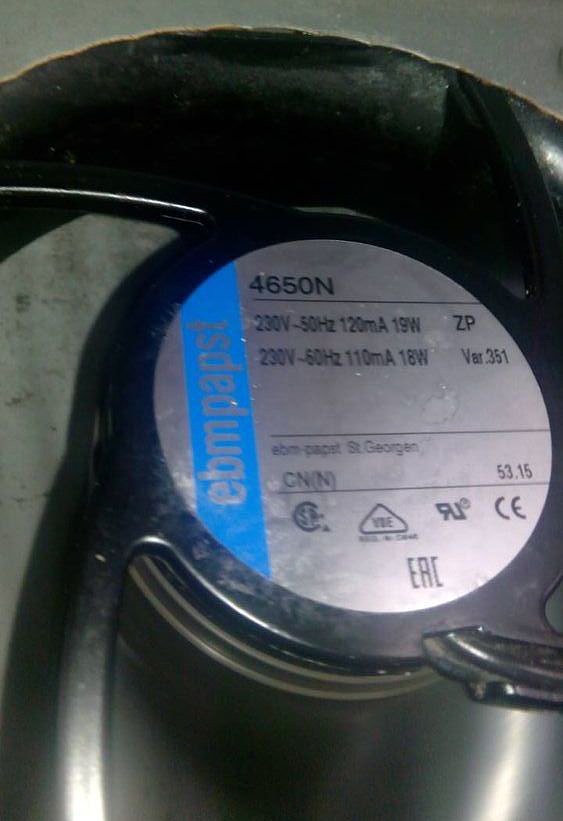 4650N
230V~50Hz 120mA 19W ZP
230V~60Hz 110mA 18W Var.351
ebmpapst
ebm-papst St.Georgen
CN(N) 53.15
VDE
CE
EAC